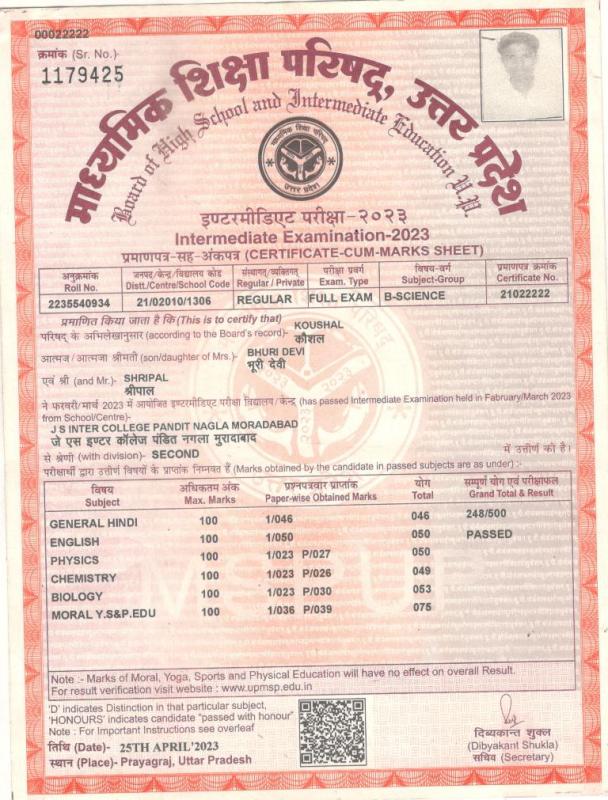 00022222
क्रमांक (Sr. No.)
1179425
माध्यमिक शिक्षा परिषद्, उत्तर प्रदेश
Board of High School and Intermediate Education U.P.
माध्यमिक शिक्षा परिषद
उत्तर प्रदेश
इण्टरमीडिएट परीक्षा-२०२३
Intermediate Examination-2023
प्रमाणपत्र-सह-अंकपत्र (CERTIFICATE-CUM-MARKS SHEET)
अनुक्रमांक जनपद/केन्द्र/विद्यालय कोड संस्थागत/व्यक्तिगत परीक्षा प्रवर्ग विषय-वर्ग प्रमाणपत्र क्रमांक
Roll No. Distt./Centre/School Code Regular / Private Exam. Type Subject-Group Certificate No.
2235540934 21/02010/1306 REGULAR FULL EXAM B-SCIENCE 21022222
प्रमाणित किया जाता है कि (This is to certify that)
परिषद् के अभिलेखानुसार (according to the Board's record)- KOUSHAL
कौशल
आत्मज/आत्मजा श्रीमती (son/daughter of Mrs.)- BHURI DEVI
भूरी देवी
एवं श्री (and Mr.)- SHRIPAL
श्रीपाल
ने फरवरी/मार्च 2023 में आयोजित इण्टरमीडिएट परीक्षा विद्यालय/केन्द्र (has passed Intermediate Examination held in Fabruary/March 2023
from School/Centre)-
J S INTER COLLEGE PANDIT NAGLA MORADABAD
जे एस इण्टर कॉलेज पंडित नगला मुरादाबाद
से श्रेणी (with division)- SECOND में उत्तीर्ण की है।
परीक्षार्थी द्वारा उत्तीर्ण विषयों के प्राप्तांक निम्नवत हैं (Marks obtained by the candidate in passed subjects are as under) :-
विषय अधिकतम अंक प्रश्नपत्रवार प्राप्तांक योग सम्पूर्ण योग एवं परीक्षाफल
Subject Max. Marks Paper-wise Obtained Marks Total Grand Total & Result
GENERAL HINDI 100 1/046 046 248/500
ENGLISH 100 1/050 050 PASSED
PHYSICS 100 1/023 P/027 050
CHEMISTRY 100 1/023 P/026 049
BIOLOGY 100 1/023 P/030 053
MORAL Y.S&P.EDU 100 1/036 P/039 075
Note :- Marks of Moral, Yoga, Sports and Physical Education will have no effect on overall Result.
For result verification visit website : www.upmsp.edu.in
'D' indicates Distinction in that particular subject,
'HONOURS' indicates candidate "passed with honour"
Note : For Important Instructions see overleaf
तिथि (Date)- 25TH APRIL'2023
स्थान (Place)- Prayagraj, Uttar Pradesh
दिव्यकान्त शुक्ल
(Dibyakant Shukla)
सचिव (Secretary)